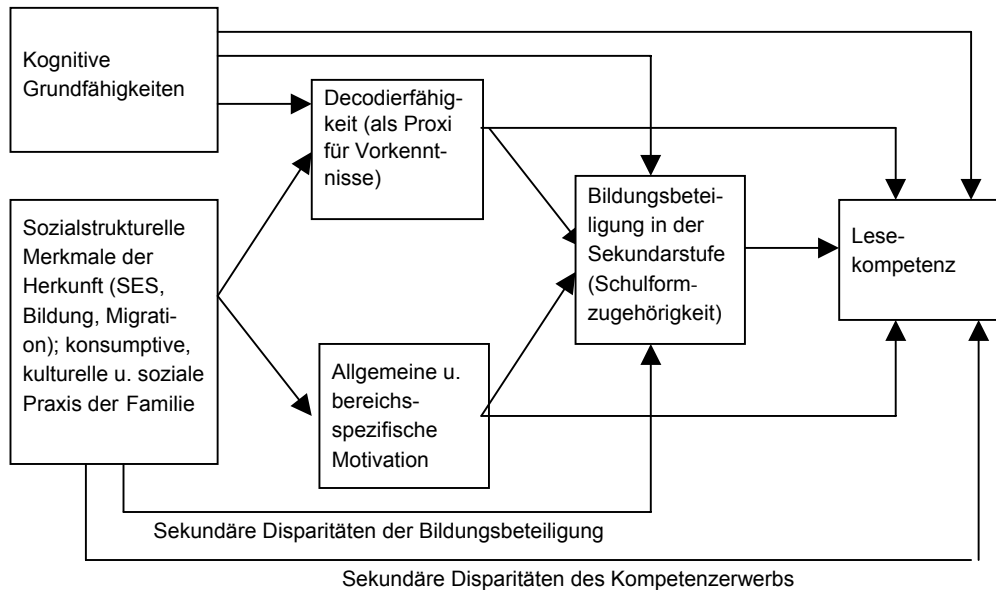 Kognitive
Grundfähigkeiten
Decodierfähig-
keit (als Proxi
für Vorkennt-
nisse)
Sozialstrukturelle
Merkmale der
Herkunft (SES,
Bildung, Migrati-
on); konsumptive,
kulturelle u. soziale
Praxis der Familie
Bildungsbetei-
ligung in der
Sekundarstufe
(Schulform-
zugehörigkeit)
Lese-
kompetenz
Allgemeine u.
bereichs-
spezifische
Motivation
Sekundäre Disparitäten der Bildungsbeteiligung
Sekundäre Disparitäten des Kompetenzerwerbs